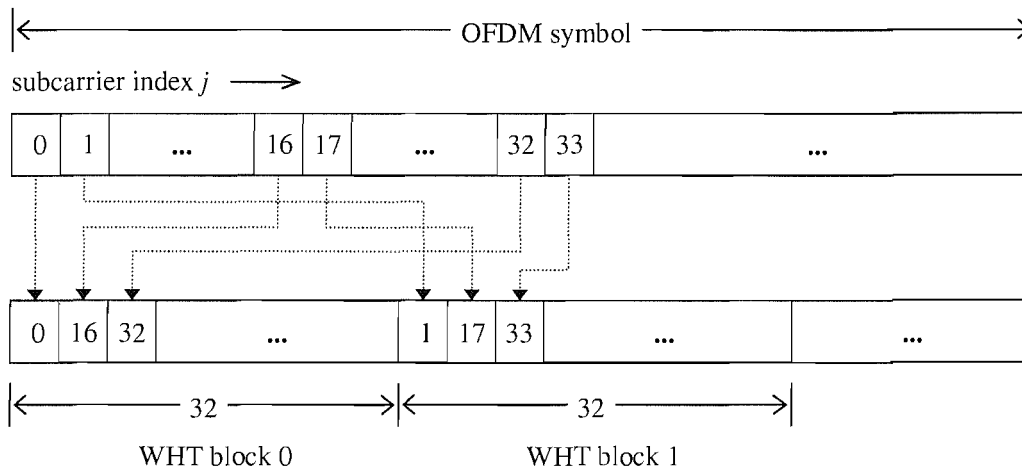 OFDM symbol
subcarrier index j
0 1 ... 16 17 ... 32 33 ...
0 16 32 ... 1 17 33 ... ...
32 32
WHT block 0 WHT block 1